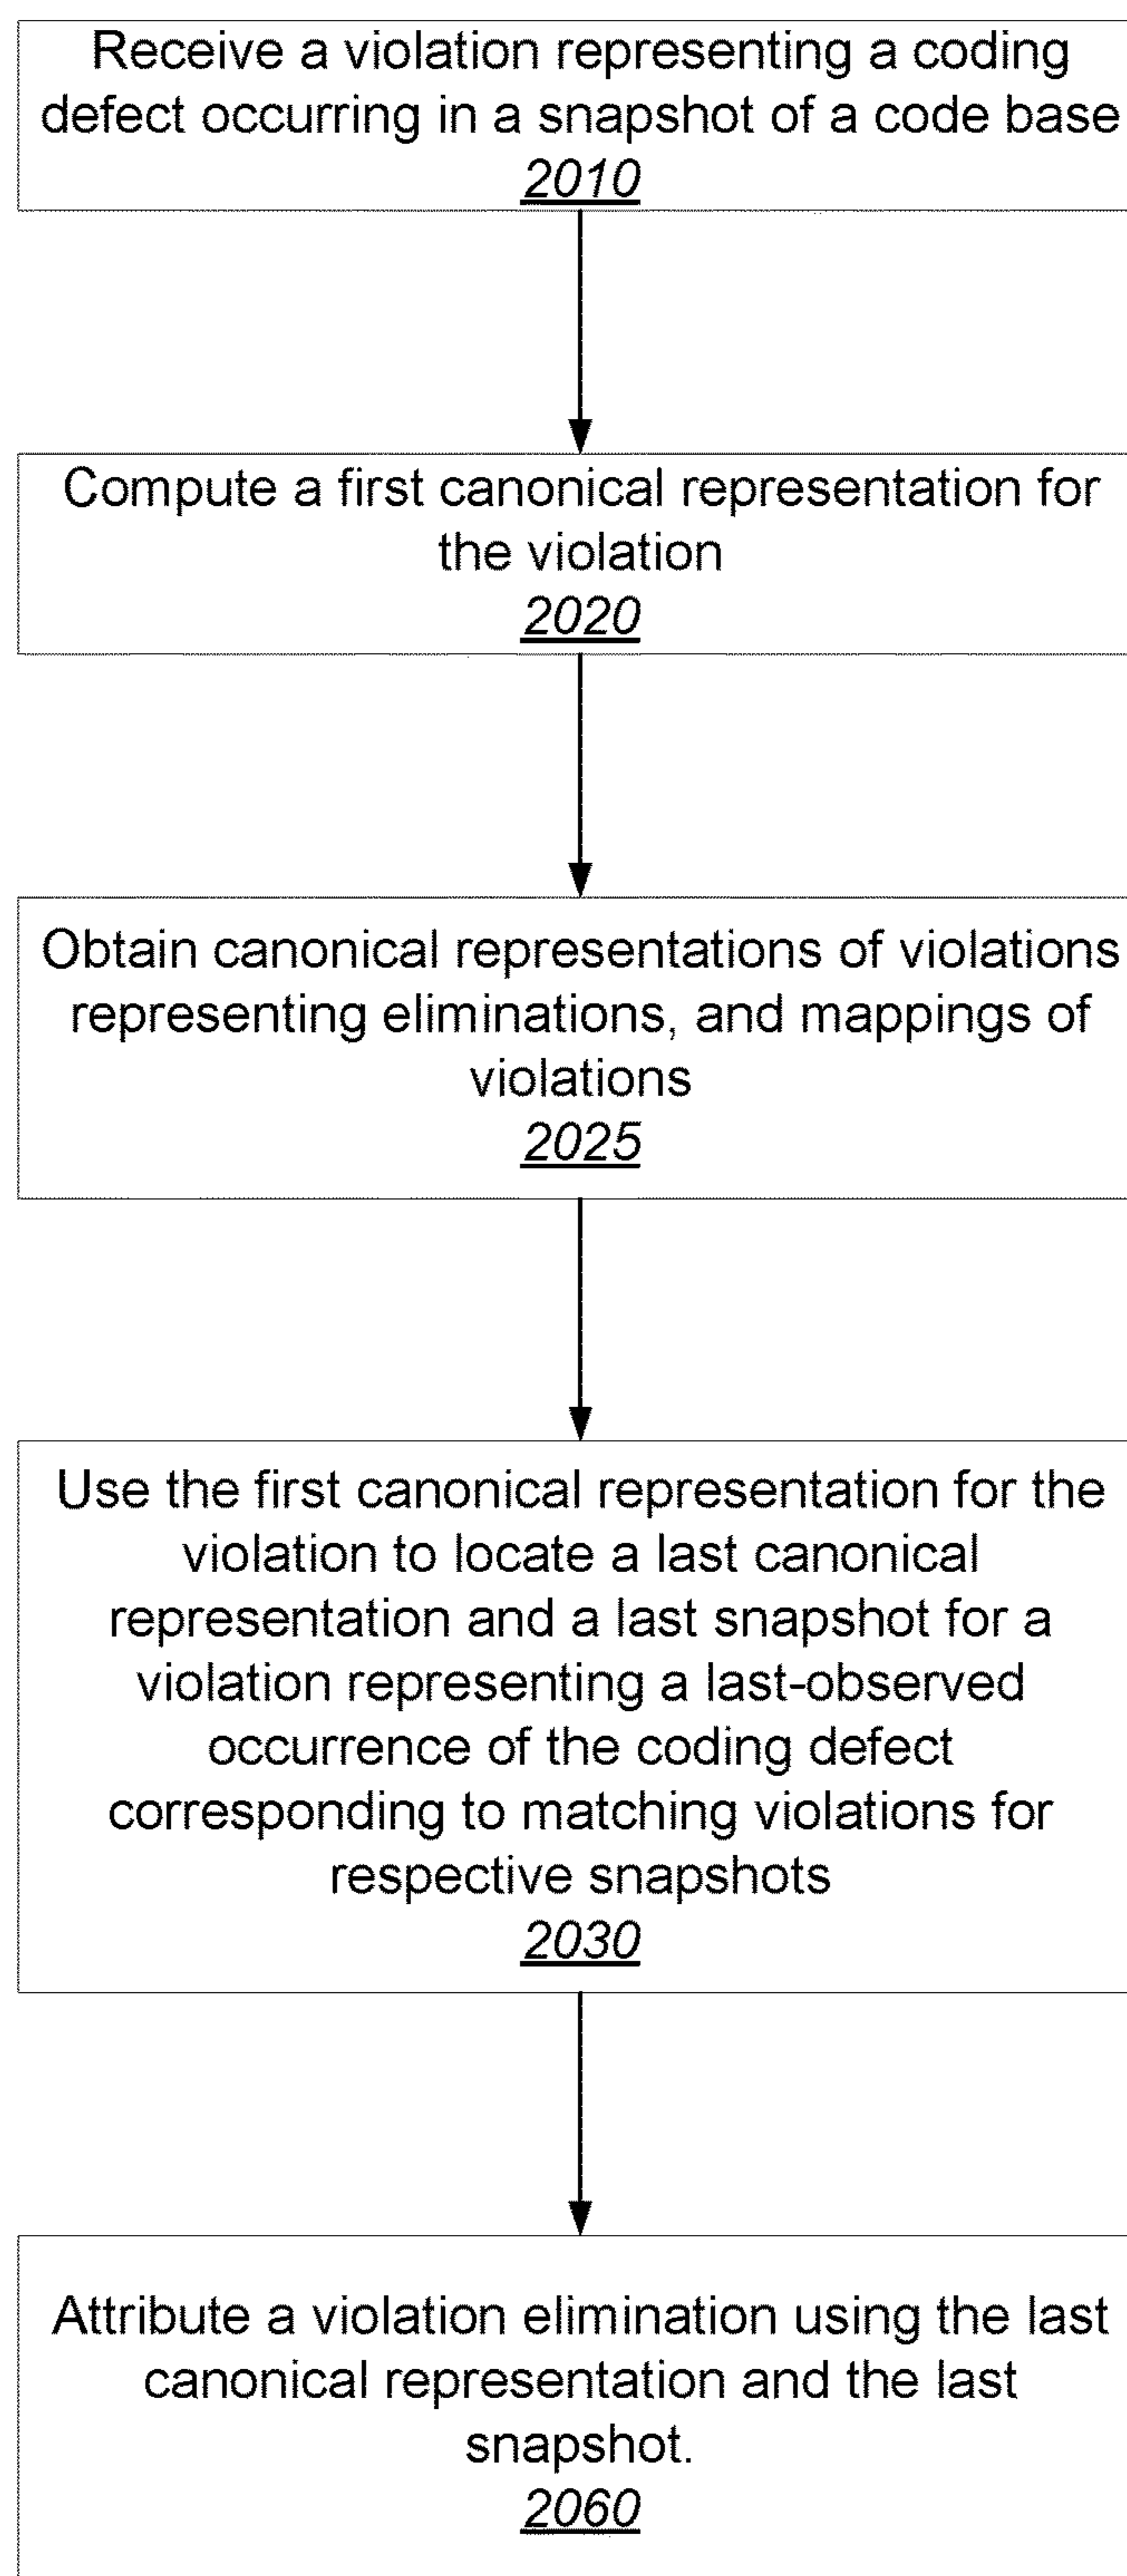 Receive a violation representing a coding
defect occurring in a snapshot of a code base
2010
Compute a first canonical representation for
the violation
2020
Obtain canonical representations of violations
representing eliminations, and mappings of
violations
2025
Use the first canonical representation for the
violation to locate a last canonical
representation and a last snapshot for a
violation representing a last-observed
occurrence of the coding defect
corresponding to matching violations for
respective snapshots
2030
Attribute a violation elimination using the last
canonical representation and the last
snapshot.
2060